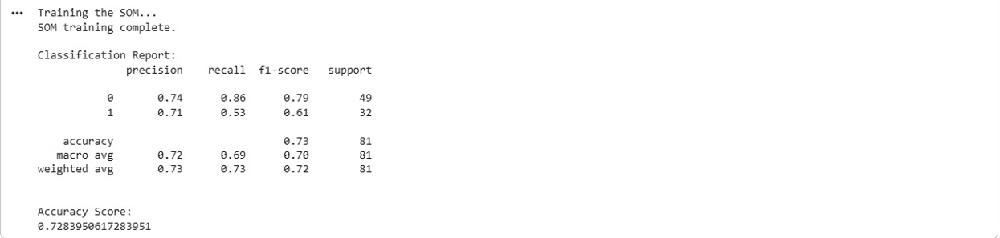 Training the SOM...
SOM training complete.
Classification Report:
precision recall f1-score support
0 0.74 0.86 0.79 49
1 0.71 0.53 0.61 32
accuracy 0.73 81
macro avg 0.72 0.69 0.70 81
weighted avg 0.73 0.73 0.72 81
Accuracy Score:
0.7283950617283951